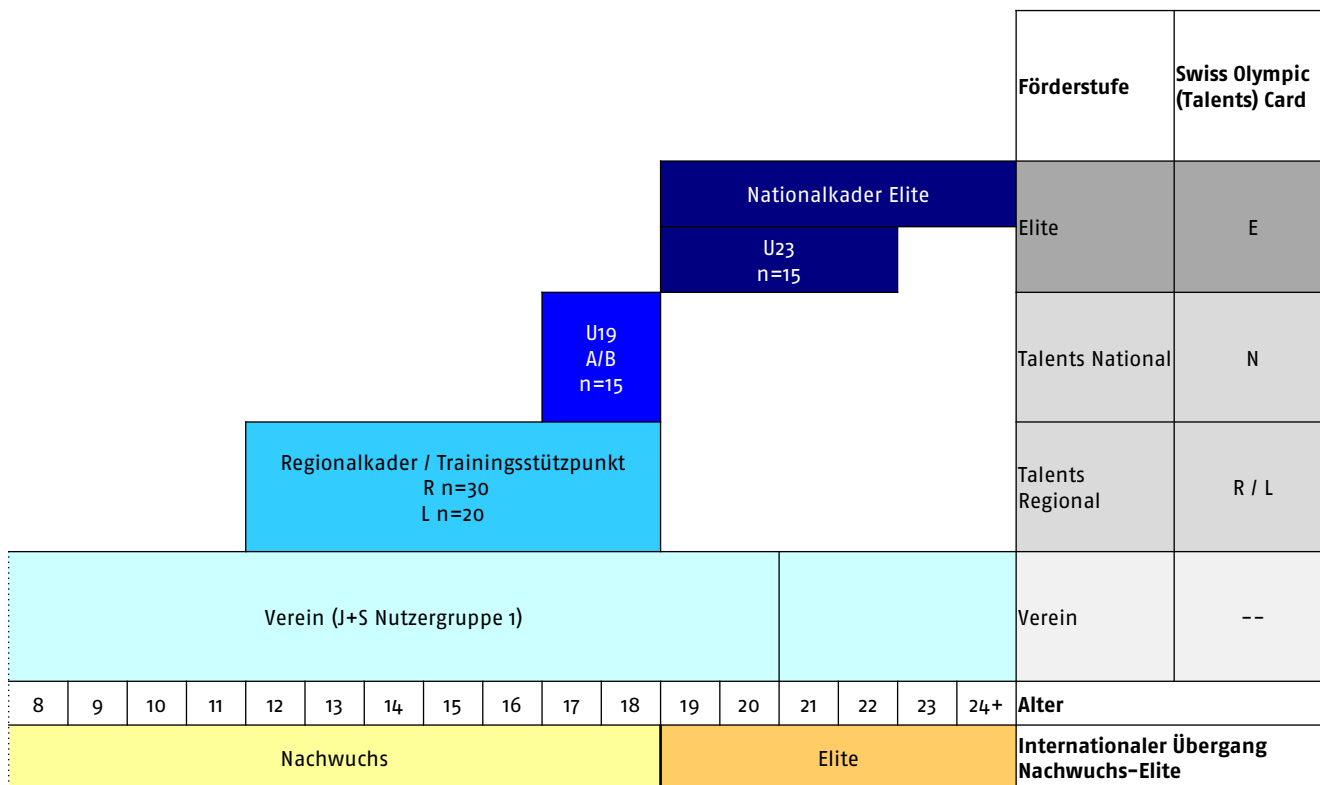 Förderstufe
Swiss Olympic
(Talents) Card
Nationalkader Elite
U23
n=15
Elite
E
U19
A/B
n=15
Talents National
N
Regionalkader / Trainingsstützpunkt
R n=30
L n=20
Talents
Regional
R / L
Verein (J+S Nutzergruppe 1)
Verein
--
8 9 10 11 12 13 14 15 16 17 18 19 20 21 22 23 24+ Alter
Nachwuchs
Elite
Internationaler Übergang
Nachwuchs-Elite